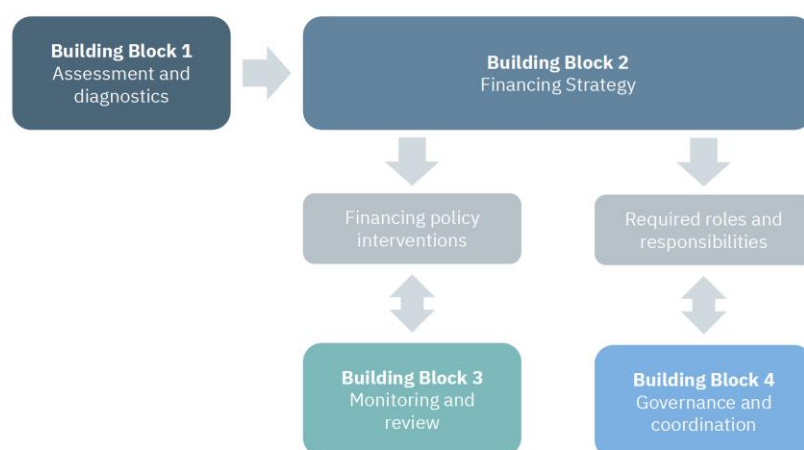 Building Block 1
Assessment and
diagnostics
Building Block 2
Financing Strategy
Financing policy
interventions
Required roles and
responsibilities
Building Block 3
Monitoring and
review
Building Block 4
Governance and
coordination